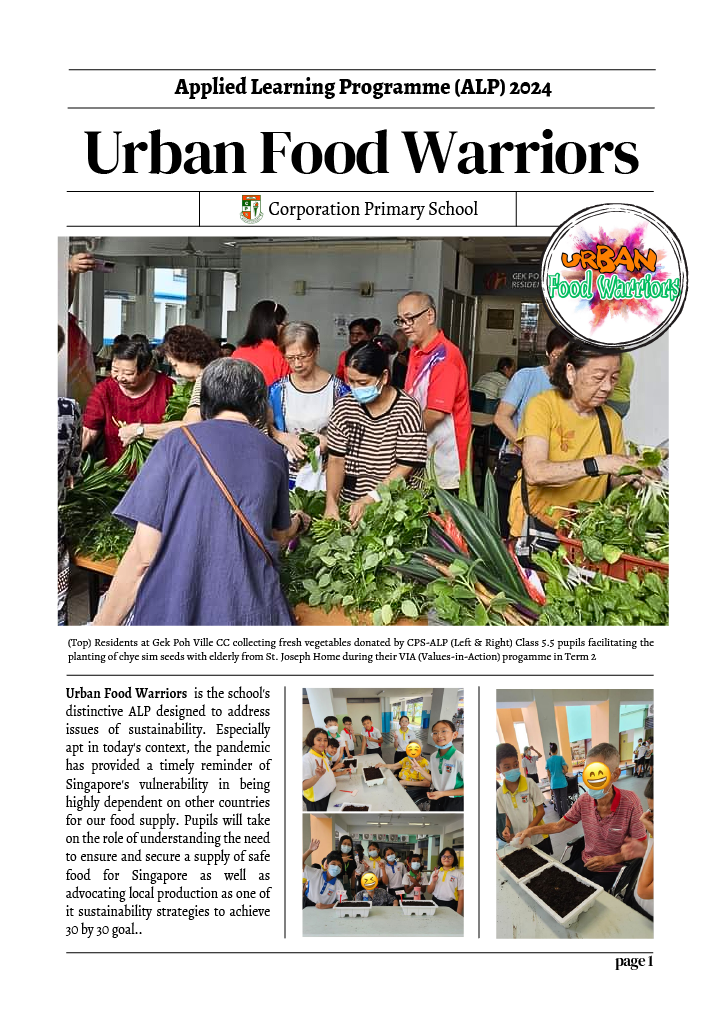 Applied Learning Programme (ALP) 2024
Urban Food Warriors
Corporation Primary School
URBAN
Food Warriors
GEK PO
RESIDEN
(Top) Residents at Gek Poh Ville CC collecting fresh vegetables donated by CPS-ALP (Left & Right) Class 5.5 pupils facilitating the
planting of chye sim seeds with elderly from St. Joseph Home during their VIA (Values-in-Action) progamme in Term 2
Urban Food Warriors is the school's
distinctive ALP designed to address
issues of sustainability. Especially
apt in today's context, the pandemic
has provided a timely reminder of
Singapore's vulnerability in being
highly dependent on other countries
for our food supply. Pupils will take
on the role of understanding the need
to ensure and secure a supply of safe
food for Singapore as well as
advocating local production as one of
it sustainability strategies to achieve
30 by 30 goal..
page 1